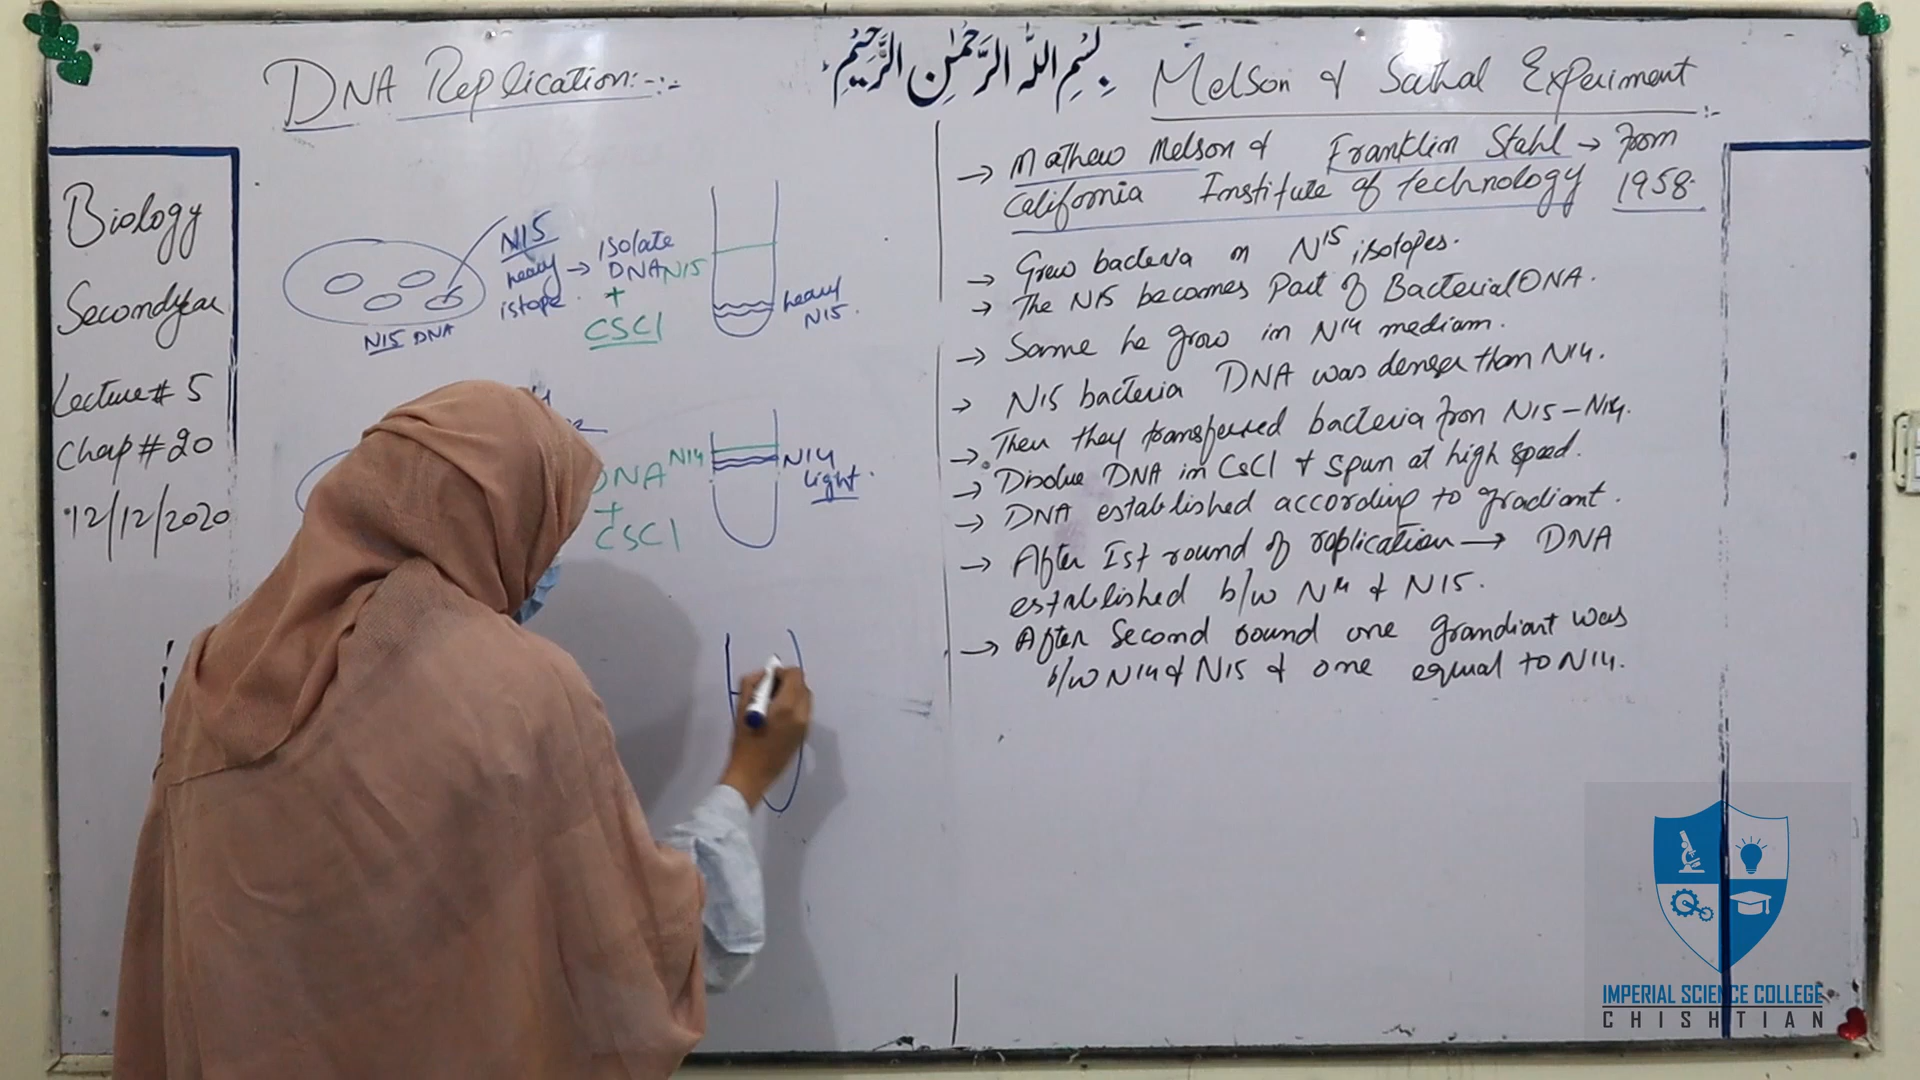 DNA Replication:-:-
بِسْمِ اللّٰهِ الرَّحْمٰنِ الرَّحِيْمِ
Melson & Sathal Experiment :-
Biology
Secondyear
Lecture # 5
Chap # 20
12/12/2020
N15
heavy →
istope.
N15 DNA
Isolate
DNA N15
+
CSCl
heavy
N15.
DNA N14
+
CSCl
N14
light.
→ Mathew Melson & Franklin Stahl → from
California Institute of technology 1958.
→ Grew bacteria on N15 isotopes.
→ The N15 becomes Part of Bacterial DNA.
→ Same he grow in N14 mediam.
→ N15 bacteria DNA was denser than N14.
→ Then they transferred bacteria fron N15 - N14.
→ Disolve DNA in CsCl & spun at high speed.
→ DNA established according to gradiant.
→ After Ist round of raplication → DNA
established b/w N14 & N15.
→ After Second round one grandiant was
b/w N14 & N15 & one equal to N14.
IMPERIAL SCIENCE COLLEGE
CHISHTIAN